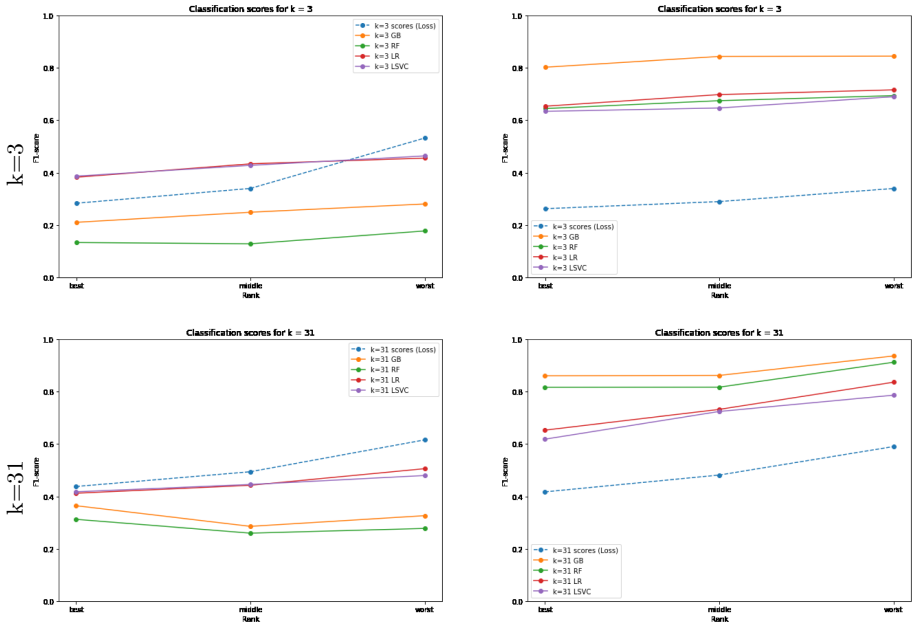 Classification scores for k = 3
k=3 scores (Loss)
k=3 GB
k=3 RF
k=3 LR
k=3 LSVC
1.0
0.8
0.6
0.4
0.2
0.0
F1-score
best middle worst
Rank
k=3
Classification scores for k = 3
k=3 scores (Loss)
k=3 GB
k=3 RF
k=3 LR
k=3 LSVC
1.0
0.8
0.6
0.4
0.2
0.0
F1-score
best middle worst
Rank
Classification scores for k = 31
k=31 scores (Loss)
k=31 GB
k=31 RF
k=31 LR
k=31 LSVC
1.0
0.8
0.6
0.4
0.2
0.0
F1-score
best middle worst
Rank
k=31
Classification scores for k = 31
k=31 scores (Loss)
k=31 GB
k=31 RF
k=31 LR
k=31 LSVC
1.0
0.8
0.6
0.4
0.2
0.0
F1-score
best middle worst
Rank